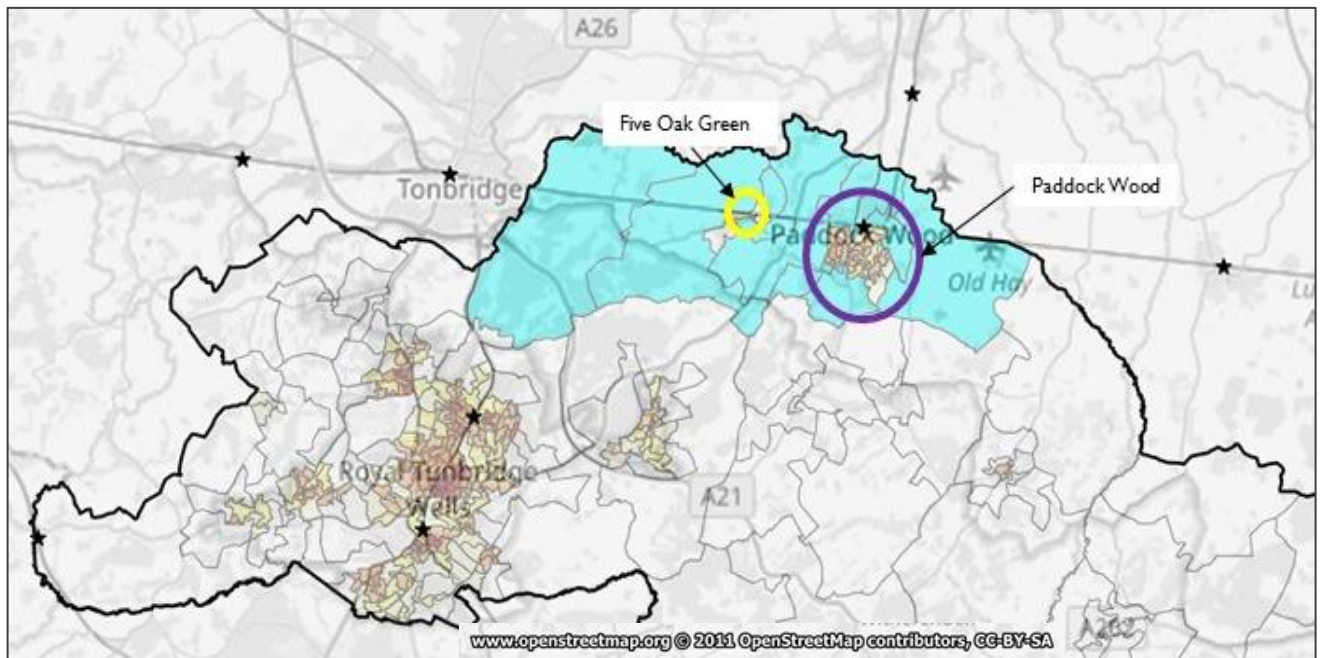 A26
Five Oak Green
Tonbridge
Paddock Wood
Paddock Wood
Old Hay
Lu
Royal Tunbridge
Wells
A21
www.openstreetmap.org © 2011 OpenStreetMap contributors, CC-BY-SA